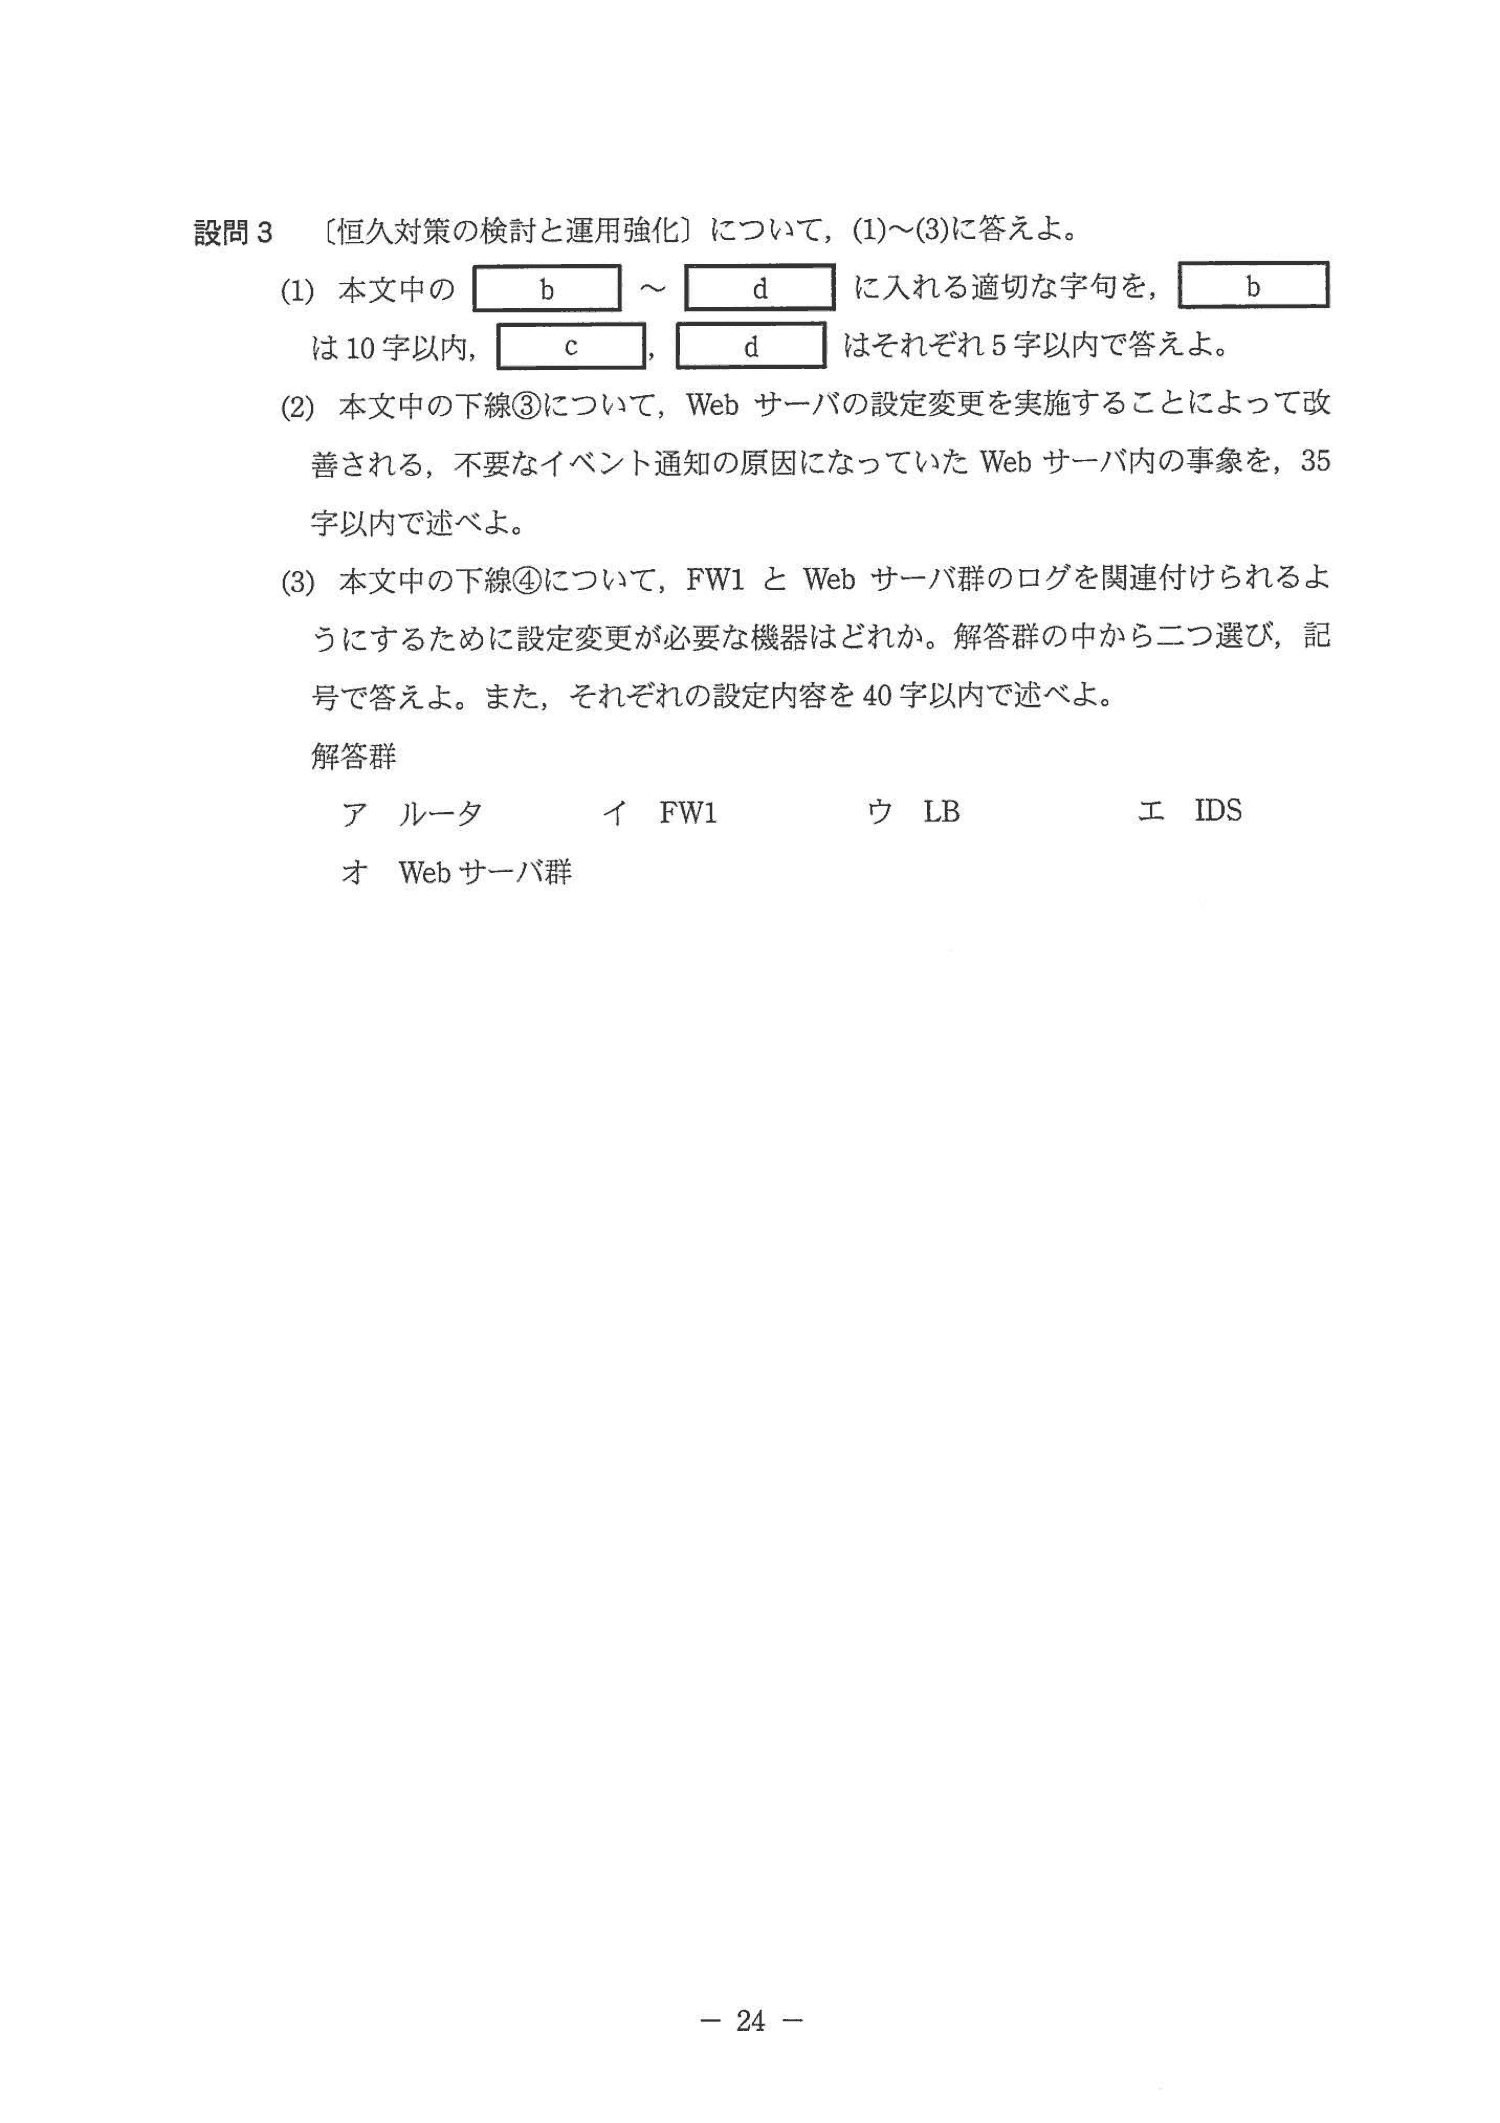 設問3 〔恒久対策の検討と運用強化〕について，(1)～(3)に答えよ。
(1) 本文中の b ～ d に入れる適切な字句を， b
は10字以内， c ， d はそれぞれ5字以内で答えよ。
(2) 本文中の下線③について，Web サーバの設定変更を実施することによって改
善される，不要なイベント通知の原因になっていた Web サーバ内の事象を，35
字以内で述べよ。
(3) 本文中の下線④について，FW1 と Web サーバ群のログを関連付けられるよ
うにするために設定変更が必要な機器はどれか。解答群の中から二つ選び，記
号で答えよ。また，それぞれの設定内容を 40 字以内で述べよ。
解答群
ア ルータ イ FW1 ウ LB エ IDS
オ Web サーバ群
－ 24 －